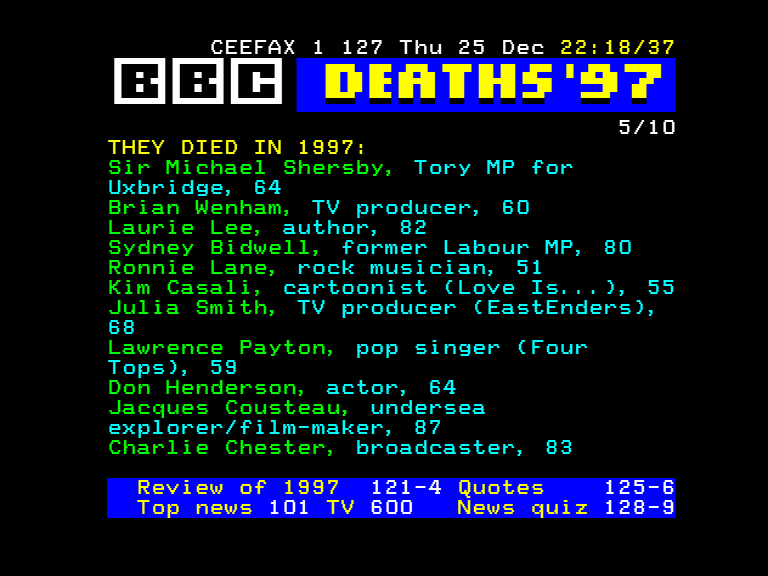 CEEFAX 1 127 Thu 25 Dec 22:18/37
BBC DEATHS'97
5/10
THEY DIED IN 1997:
Sir Michael Shersby, Tory MP for
Uxbridge, 64
Brian Wenham, TV producer, 60
Laurie Lee, author, 82
Sydney Bidwell, former Labour MP, 80
Ronnie Lane, rock musician, 51
Kim Casali, cartoonist (Love Is...), 55
Julia Smith, TV producer (EastEnders),
68
Lawrence Payton, pop singer (Four
Tops), 59
Don Henderson, actor, 64
Jacques Cousteau, undersea
explorer/film-maker, 87
Charlie Chester, broadcaster, 83
Review of 1997 121-4 Quotes 125-6
Top news 101 TV 600 News quiz 128-9